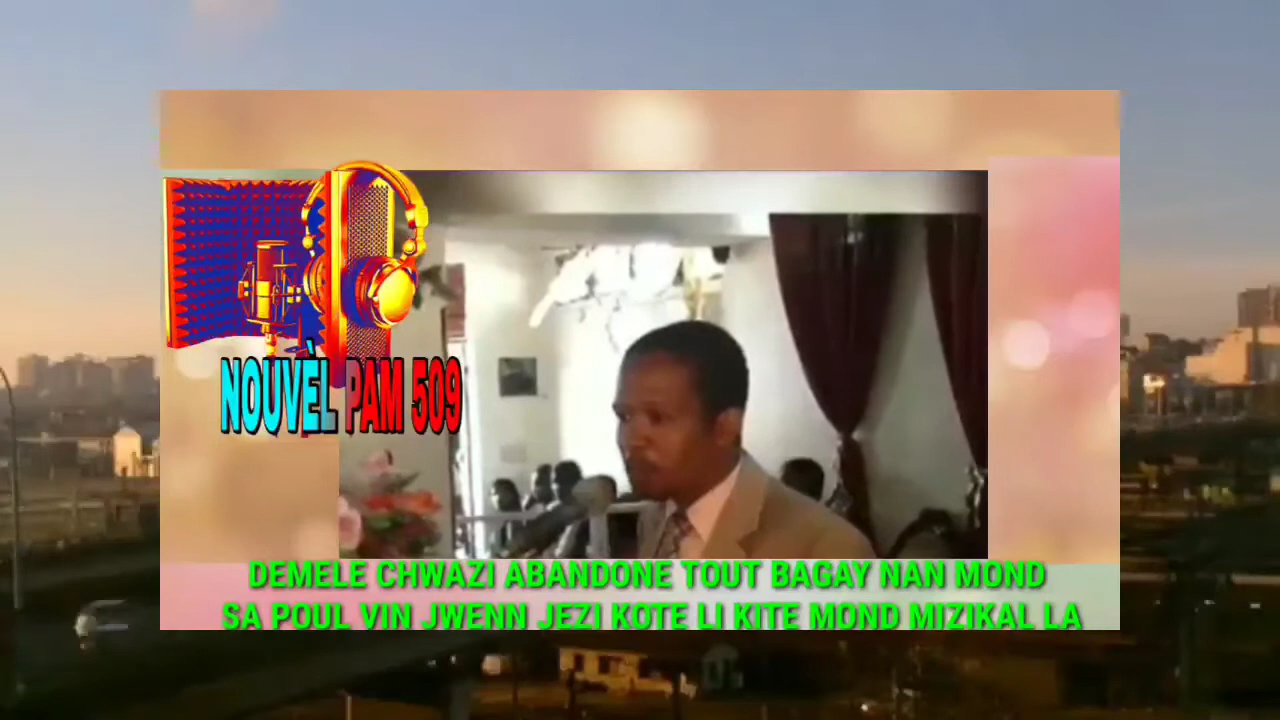 NOUVÈL PAM 509
DEMELE CHWAZI ABANDONE TOUT BAGAY NAN MOND
SA POUL VIN JWENN JEZI KOTE LI KITE MOND MIZIKAL LA